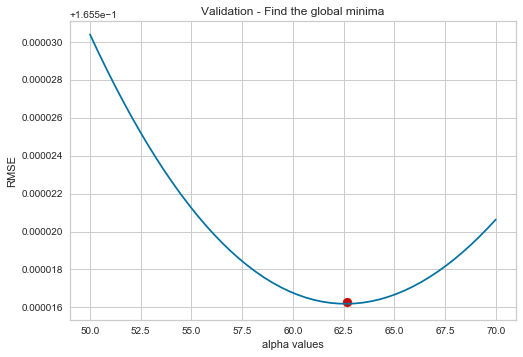 Validation - Find the global minima
+1.655e−1
0.000030
0.000028
0.000026
0.000024
0.000022
0.000020
0.000018
0.000016
RMSE
50.0 52.5 55.0 57.5 60.0 62.5 65.0 67.5 70.0
alpha values